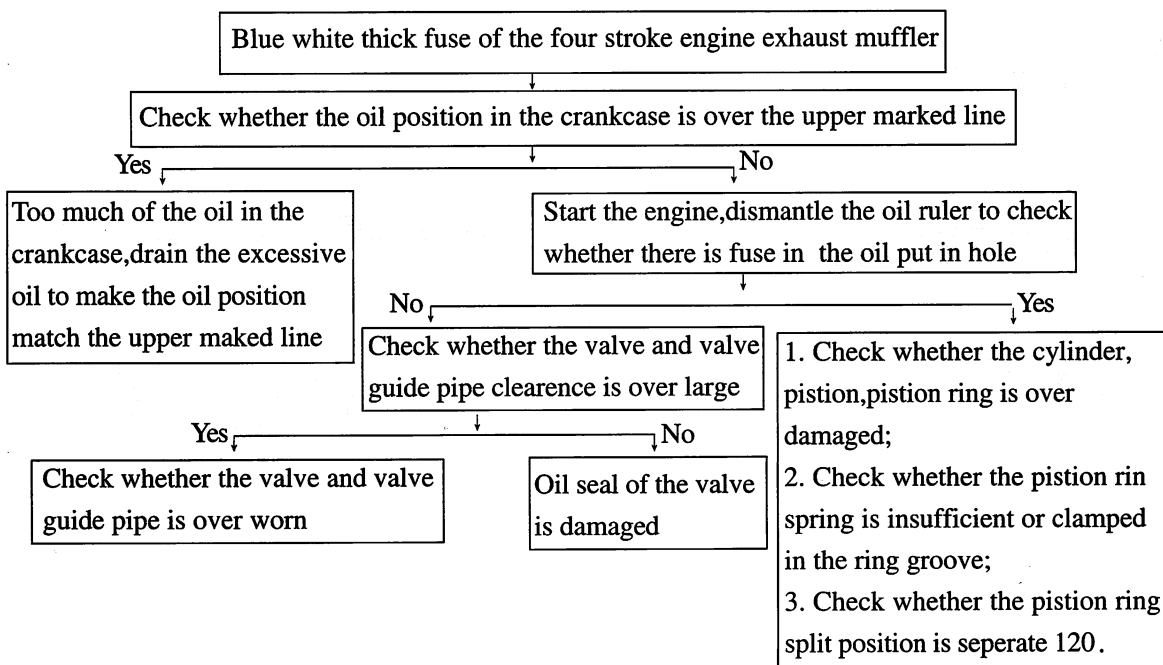 Blue white thick fuse of the four stroke engine exhaust muffler
Check whether the oil position in the crankcase is over the upper marked line
Yes
No
Too much of the oil in the
crankcase,drain the excessive
oil to make the oil position
match the upper maked line
Start the engine,dismantle the oil ruler to check
whether there is fuse in the oil put in hole
No
Yes
Check whether the valve and valve
guide pipe clearence is over large
1. Check whether the cylinder,
pistion,pistion ring is over
damaged;
2. Check whether the pistion rin
spring is insufficient or clamped
in the ring groove;
3. Check whether the pistion ring
split position is seperate 120.
Yes
No
Check whether the valve and valve
guide pipe is over worn
Oil seal of the valve
is damaged